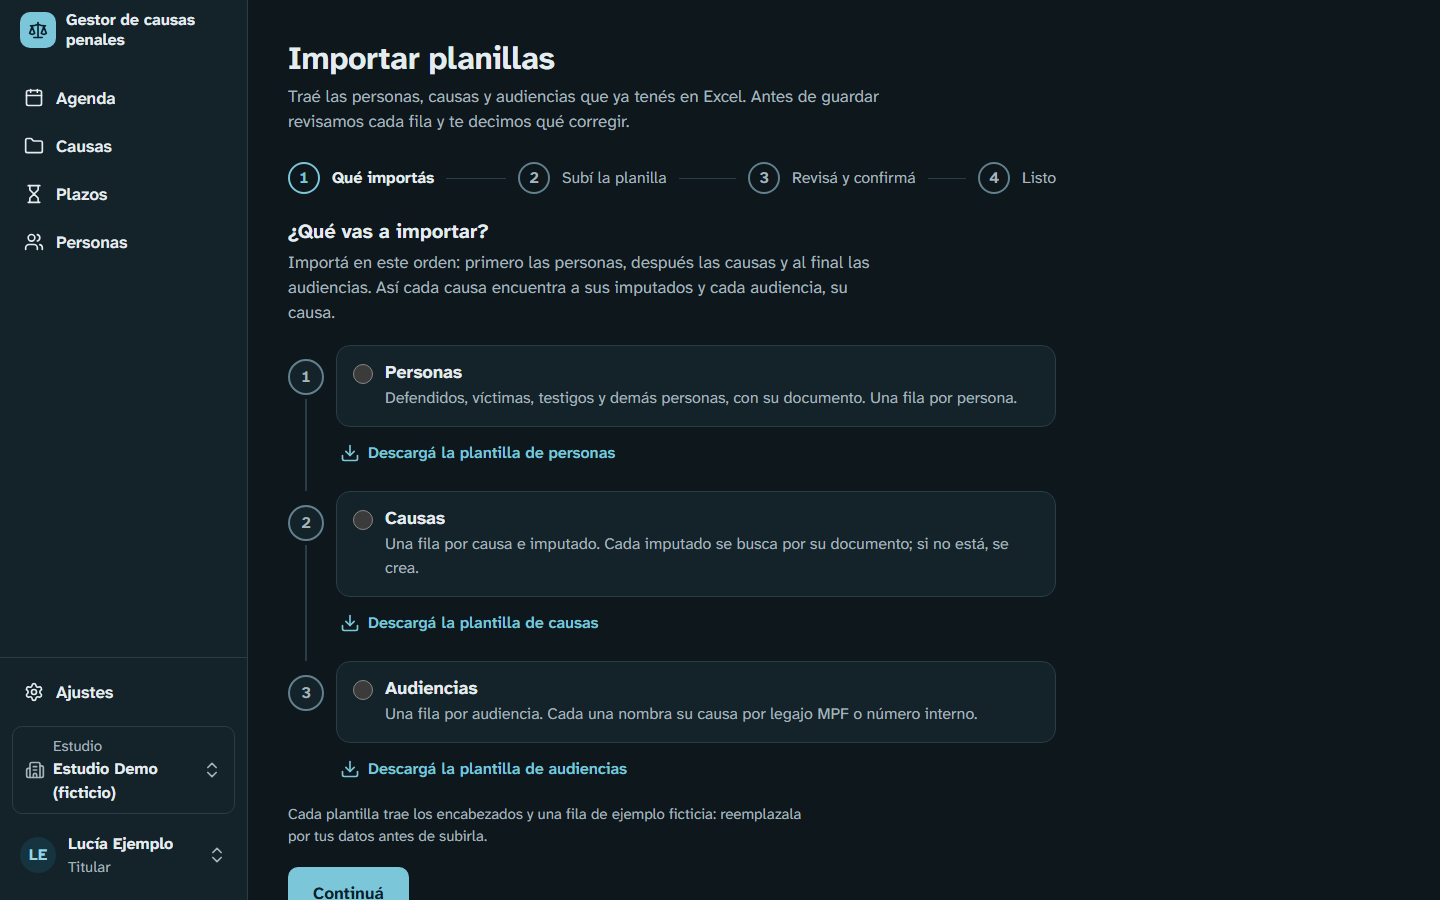 Gestor de causas
penales
Agenda
Causas
Plazos
Personas
Ajustes
Estudio
Estudio Demo
(ficticio)
LE
Lucía Ejemplo
Titular
Importar planillas
Traé las personas, causas y audiencias que ya tenés en Excel. Antes de guardar
revisamos cada fila y te decimos qué corregir.
1 Qué importás 2 Subí la planilla 3 Revisá y confirmá 4 Listo
¿Qué vas a importar?
Importá en este orden: primero las personas, después las causas y al final las
audiencias. Así cada causa encuentra a sus imputados y cada audiencia, su
causa.
1 Personas
Defendidos, víctimas, testigos y demás personas, con su documento. Una fila por persona.
Descargá la plantilla de personas
2 Causas
Una fila por causa e imputado. Cada imputado se busca por su documento; si no está, se
crea.
Descargá la plantilla de causas
3 Audiencias
Una fila por audiencia. Cada una nombra su causa por legajo MPF o número interno.
Descargá la plantilla de audiencias
Cada plantilla trae los encabezados y una fila de ejemplo ficticia: reemplazala
por tus datos antes de subirla.
Continuá